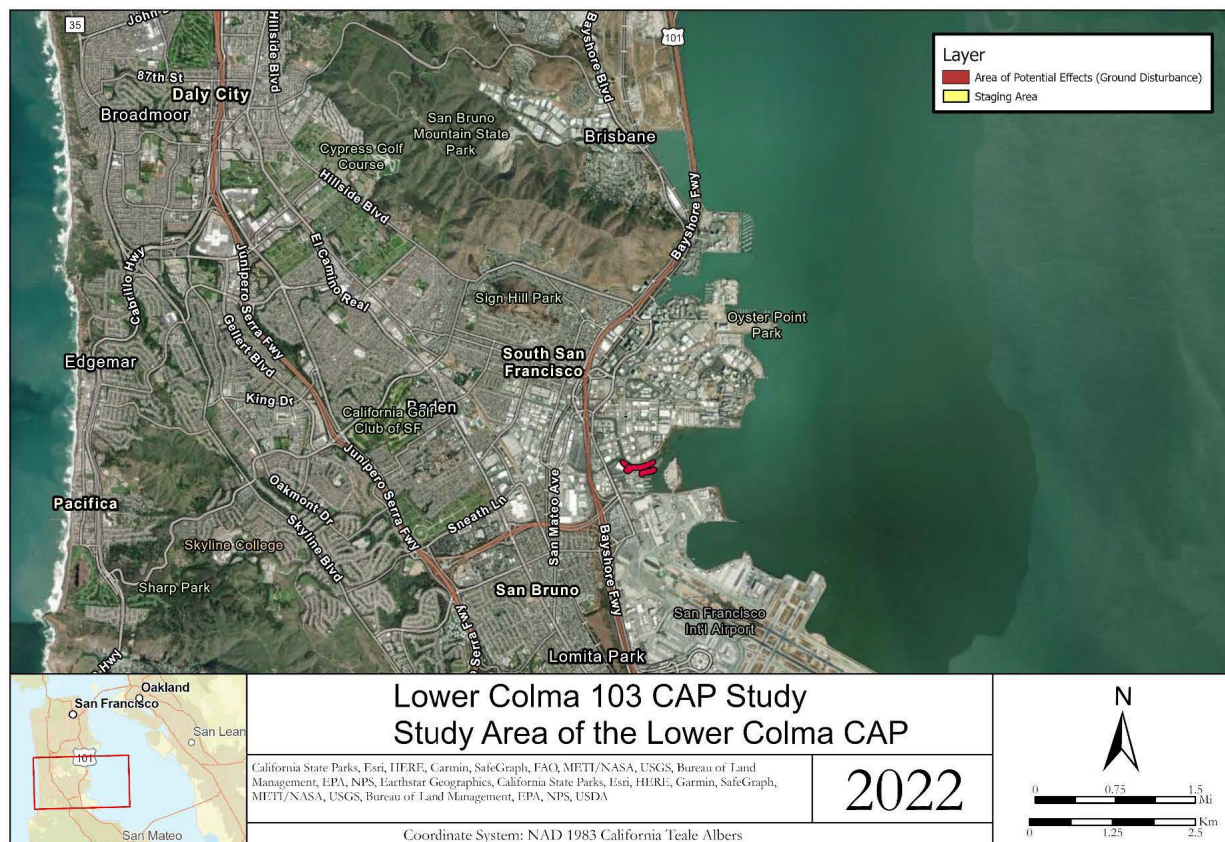 35
John
Hillside Blvd
Bayshore Blvd
101
87th St
Daly City
Broadmoor
San Bruno
Mountain State
Park
Brisbane
Cypress Golf
Course
Hillside Blvd
Bayshore Fwy
Cabrillo Hwy
Junipero Serra Fwy
El Camino Real
Sign Hill Park
Oyster Point
Park
Gellert Blvd
Edgemar
South San
Francisco
King Dr
Baden
California Golf
Club of SF
Junipero Serra Fwy
San Mateo Ave
Pacifica
Oakmont Dr
Sneath Ln
Skyline Blvd
Skyline College
Bayshore Fwy
Sharp Park
San Bruno
San Francisco
Int'l Airport
Serra Fwy
Lomita Park
Hwy
Layer
Area of Potential Effects (Ground Disturbance)
Staging Area
Oakland
San Francisco
San Lean
101
San Mateo
Lower Colma 103 CAP Study
Study Area of the Lower Colma CAP
California State Parks, Esri, HERE, Garmin, SafeGraph, FAO, METI/NASA, USGS, Bureau of Land
Management, EPA, NPS, Earthstar Geographics, California State Parks, Esri, HERE, Garmin, SafeGraph,
METI/NASA, USGS, Bureau of Land Management, EPA, NPS, USDA
2022
Coordinate System: NAD 1983 California Teale Albers
N
0 0.75 1.5
Mi
Km
0 1.25 2.5